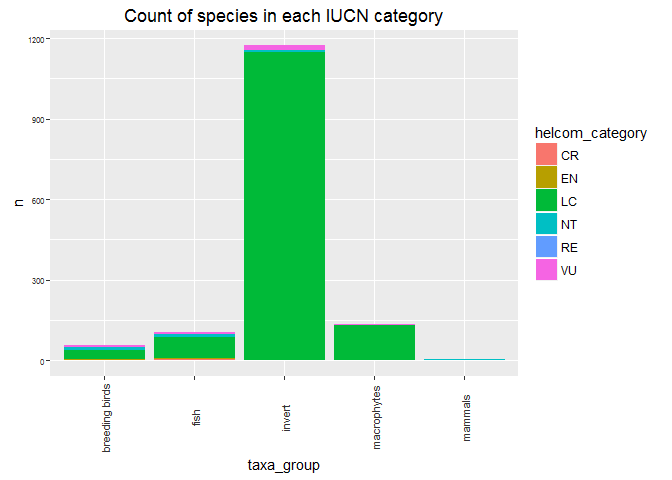 Count of species in each IUCN category
1200
900
600
300
0
n
breeding birds
fish
invert
macrophytes
mammals
taxa_group
helcom_category
CR
EN
LC
NT
RE
VU